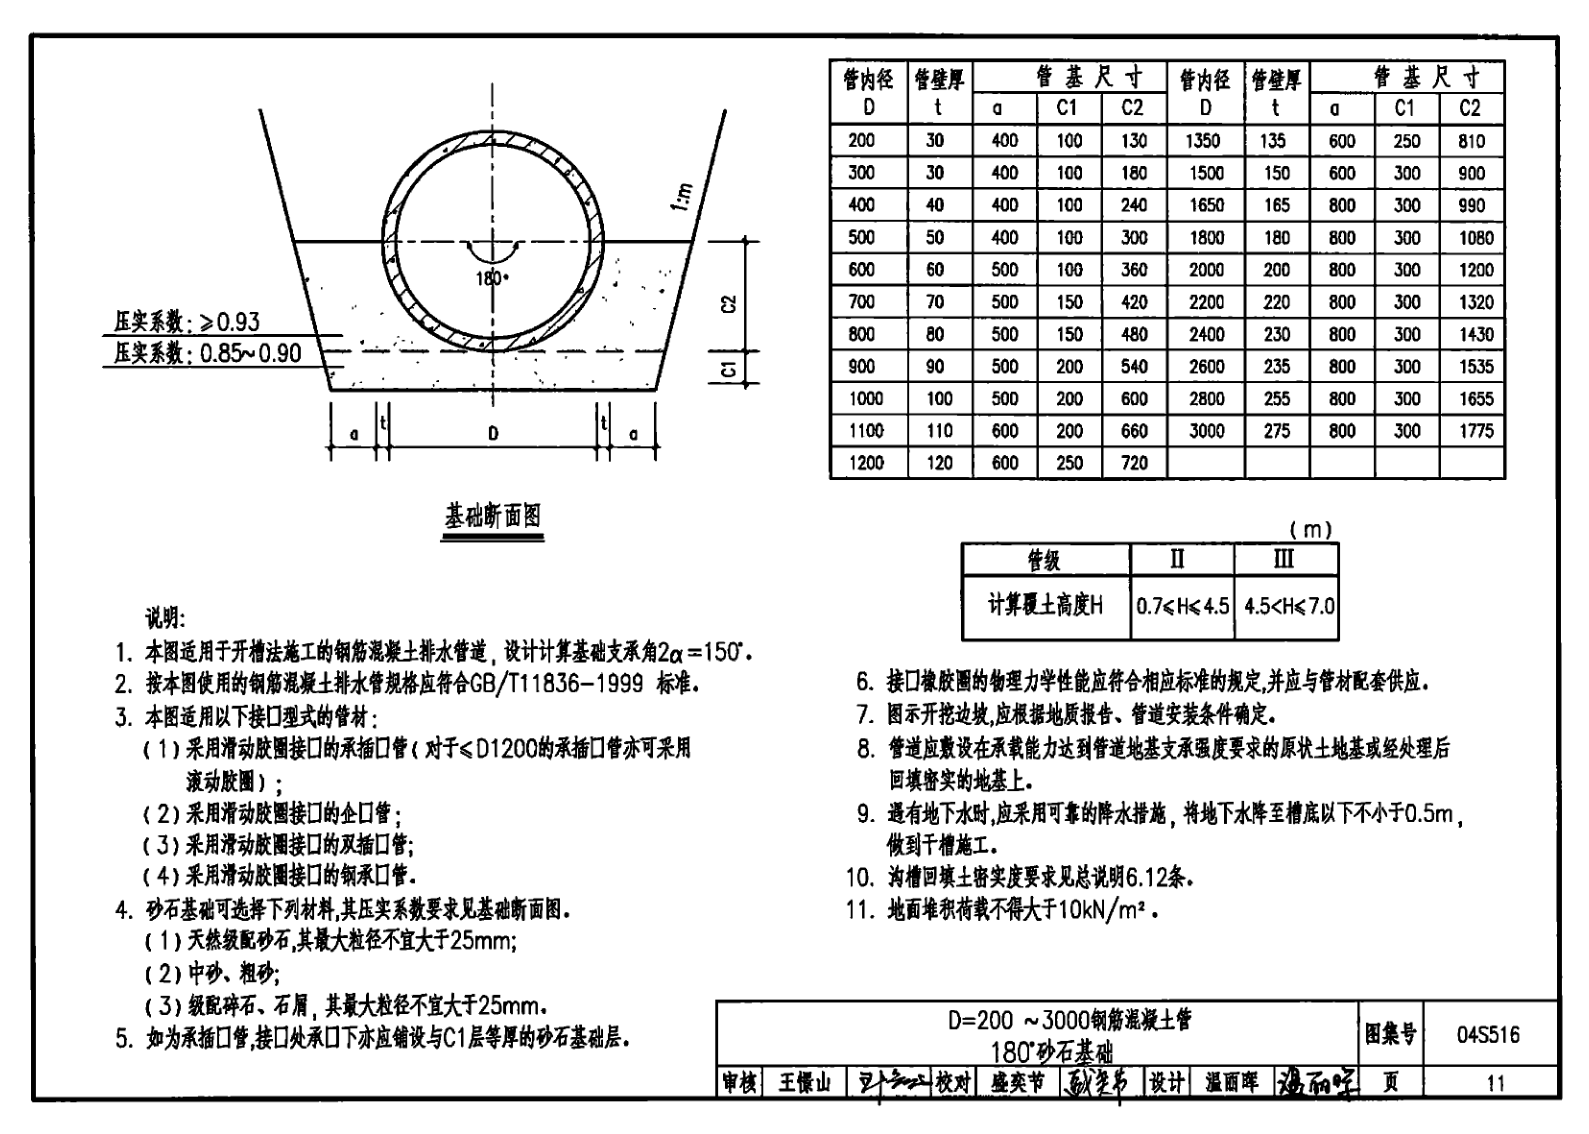 180°
1:m
C2
C1
压实系数: ≥0.93
压实系数: 0.85~0.90
a t D t a
基础断面图
管内径 D 管壁厚 t 管基尺寸 管内径 D 管壁厚 t 管基尺寸
a C1 C2 a C1 C2
200 30 400 100 130 1350 135 600 250 810
300 30 400 100 180 1500 150 600 300 900
400 40 400 100 240 1650 165 800 300 990
500 50 400 100 300 1800 180 800 300 1080
600 60 500 100 360 2000 200 800 300 1200
700 70 500 150 420 2200 220 800 300 1320
800 80 500 150 480 2400 230 800 300 1430
900 90 500 200 540 2600 235 800 300 1535
1000 100 500 200 600 2800 255 800 300 1655
1100 110 600 200 660 3000 275 800 300 1775
1200 120 600 250 720
(m)
管级 Ⅱ Ⅲ
计算覆土高度H 0.7≤H≤4.5 4.5<H≤7.0
说明:
1. 本图适用于开槽法施工的钢筋混凝土排水管道, 设计计算基础支承角2α=150°.
2. 按本图使用的钢筋混凝土排水管规格应符合GB/T11836-1999 标准.
3. 本图适用以下接口型式的管材:
(1)采用滑动胶圈接口的承插口管(对于≤D1200的承插口管亦可采用
滚动胶圈);
(2)采用滑动胶圈接口的企口管;
(3)采用滑动胶圈接口的双插口管;
(4)采用滑动胶圈接口的钢承口管.
4. 砂石基础可选择下列材料,其压实系数要求见基础断面图.
(1)天然级配砂石,其最大粒径不宜大于25mm;
(2)中砂、粗砂;
(3)级配碎石、石屑, 其最大粒径不宜大于25mm.
5. 如为承插口管,接口处承口下亦应铺设与C1层等厚的砂石基础层.
6. 接口橡胶圈的物理力学性能应符合相应标准的规定,并应与管材配套供应.
7. 图示开挖边坡,应根据地质报告、管道安装条件确定.
8. 管道应敷设在承载能力达到管道地基支承强度要求的原状土地基或经处理后
回填密实的地基上.
9. 遇有地下水时,应采用可靠的降水措施, 将地下水降至槽底以下不小于0.5m,
做到干槽施工.
10. 沟槽回填土密实度要求见总说明6.12条.
11. 地面堆积荷载不得大于10kN/m².
D=200 ~3000钢筋混凝土管
180°砂石基础
图集号 04S516
审核 王憬山 校对 盛奕节 盛奕节 设计 温丽晖 温丽晖 页 11